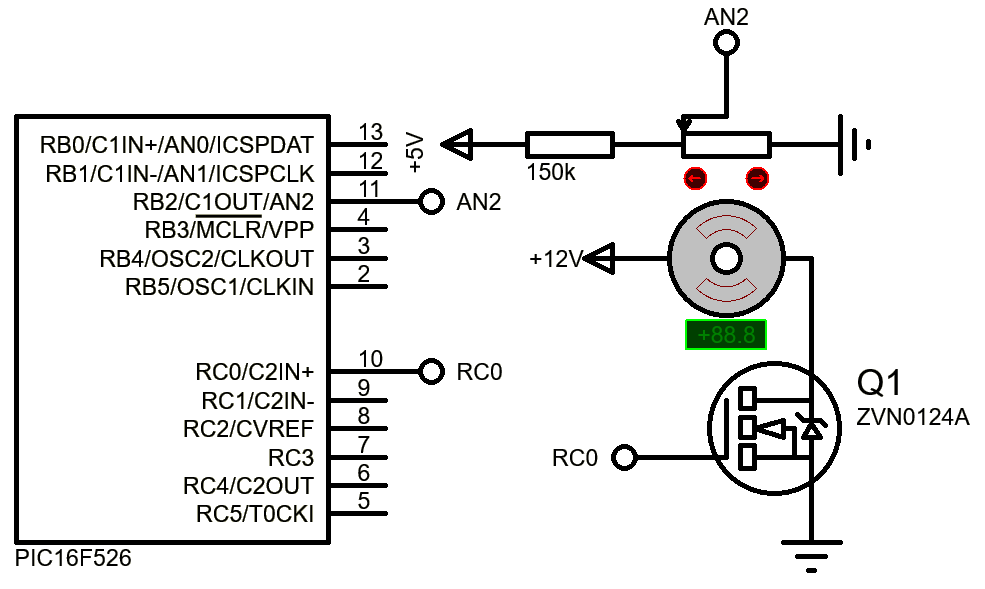 AN2
RB0/C1IN+/AN0/ICSPDAT 13
RB1/C1IN-/AN1/ICSPCLK 12
RB2/C1OUT/AN2 11 AN2
RB3/MCLR/VPP 4
RB4/OSC2/CLKOUT 3
RB5/OSC1/CLKIN 2
RC0/C2IN+ 10 RC0
RC1/C2IN- 9
RC2/CVREF 8
RC3 7
RC4/C2OUT 6
RC5/T0CKI 5
PIC16F526
+5V
150k
+12V
+88.8
Q1
ZVN0124A
RC0